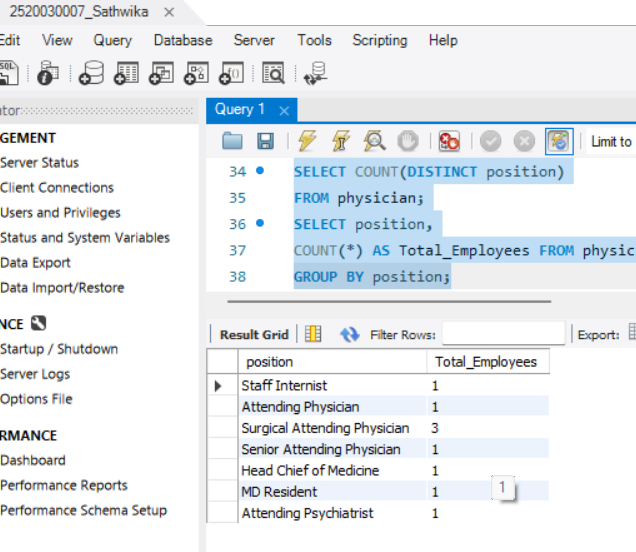 2520030007_Sathwika ×
Edit View Query Database Server Tools Scripting Help
SQL
ator
GEMENT
Server Status
Client Connections
Users and Privileges
Status and System Variables
Data Export
Data Import/Restore
NCE
Startup / Shutdown
Server Logs
Options File
RMANCE
Dashboard
Performance Reports
Performance Schema Setup
Query 1 ×
Limit to
34 SELECT COUNT(DISTINCT position)
35 FROM physician;
36 SELECT position,
37 COUNT(*) AS Total_Employees FROM physic
38 GROUP BY position;
Result Grid Filter Rows: Export:
position Total_Employees
Staff Internist 1
Attending Physician 1
Surgical Attending Physician 3
Senior Attending Physician 1
Head Chief of Medicine 1
MD Resident 1
Attending Psychiatrist 1
1